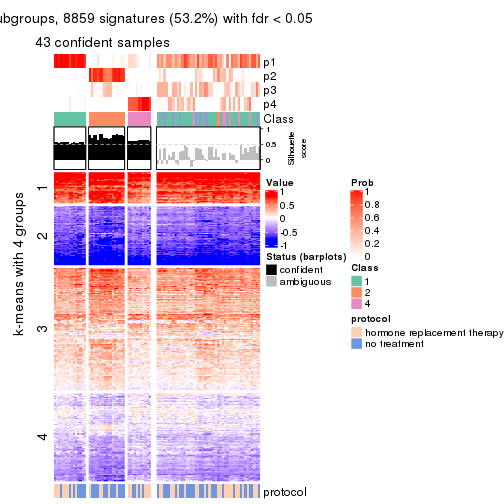 ubgroups, 8859 signatures (53.2%) with fdr < 0.05
43 confident samples
p1
p2
p3
p4
Class
1
0.5
0
Silhouette
score
k-means with 4 groups
1
2
3
4
protocol
Value
1
0.5
0
-0.5
-1
Status (barplots)
confident
ambiguous
Prob
1
0.8
0.6
0.4
0.2
0
Class
1
2
4
protocol
hormone replacement therapy
no treatment